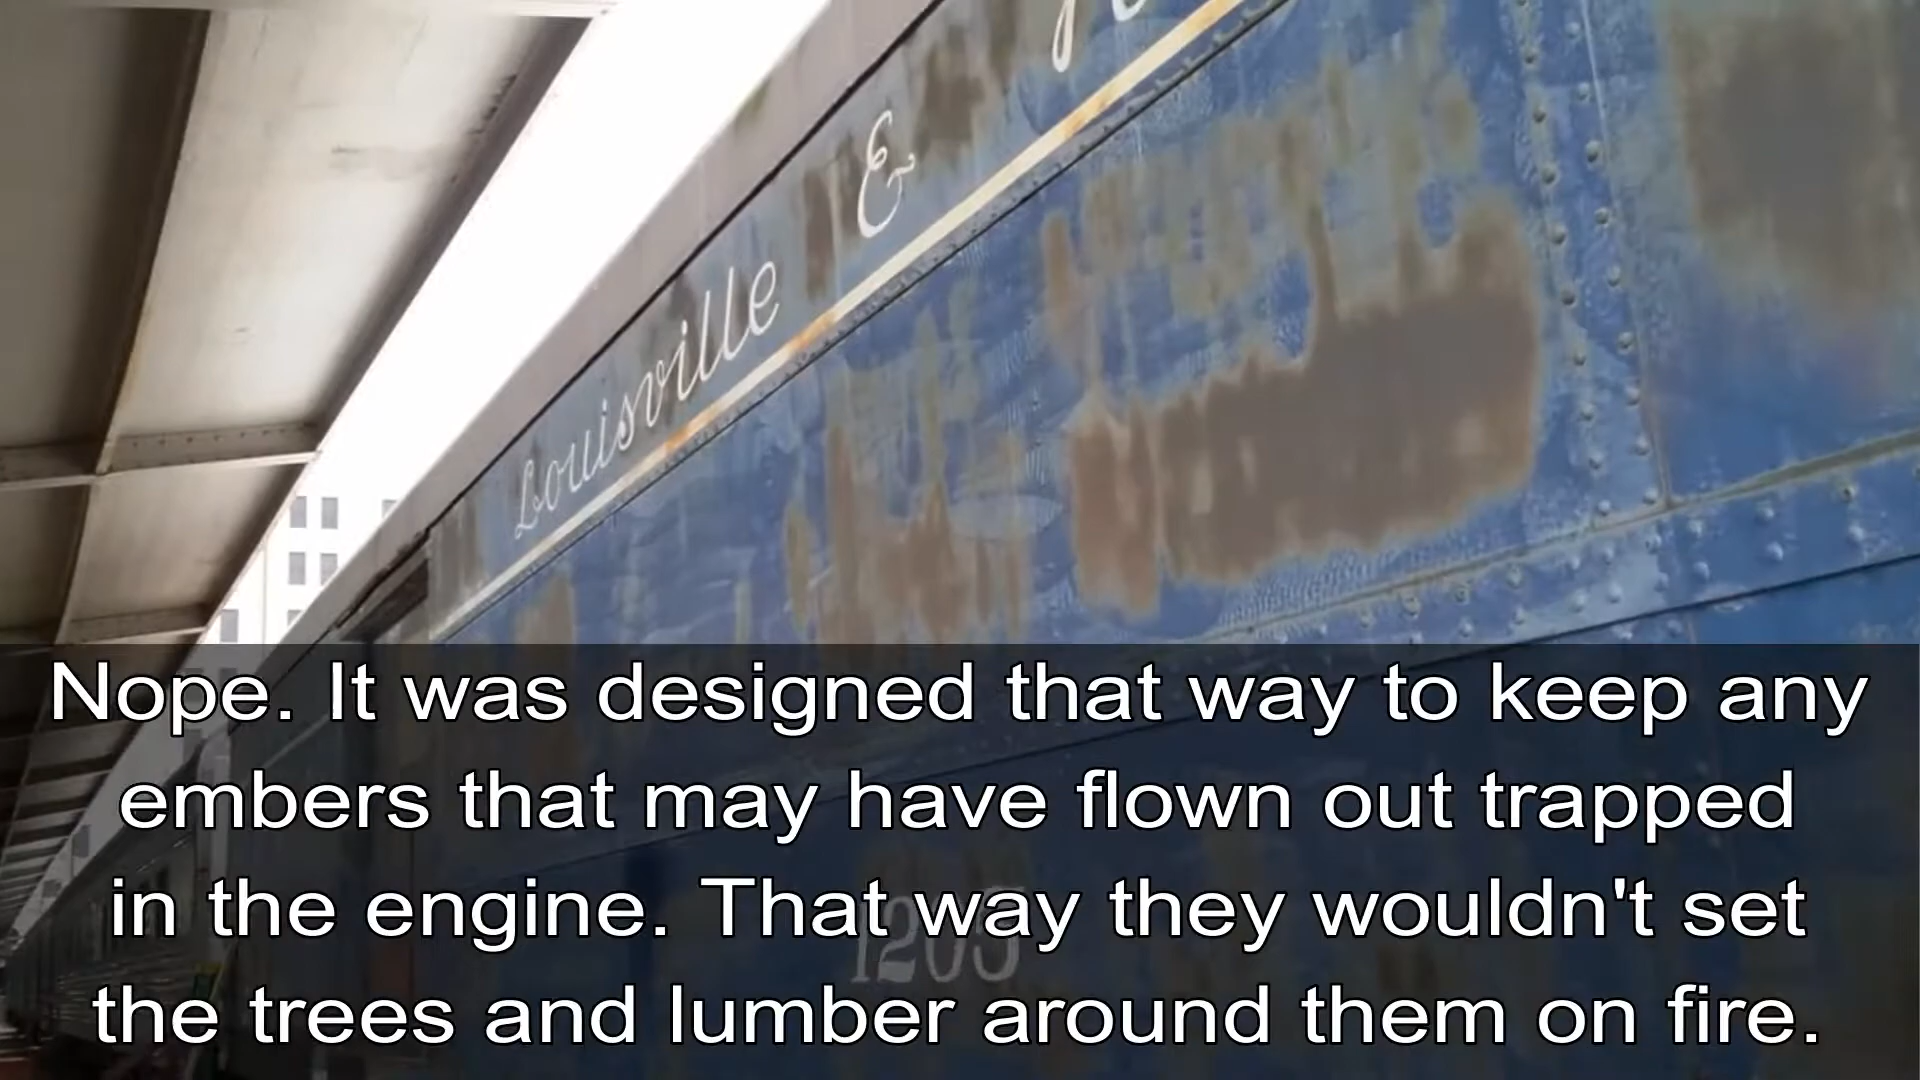 Louisville &
1205
Nope. It was designed that way to keep any
embers that may have flown out trapped
in the engine. That way they wouldn't set
the trees and lumber around them on fire.